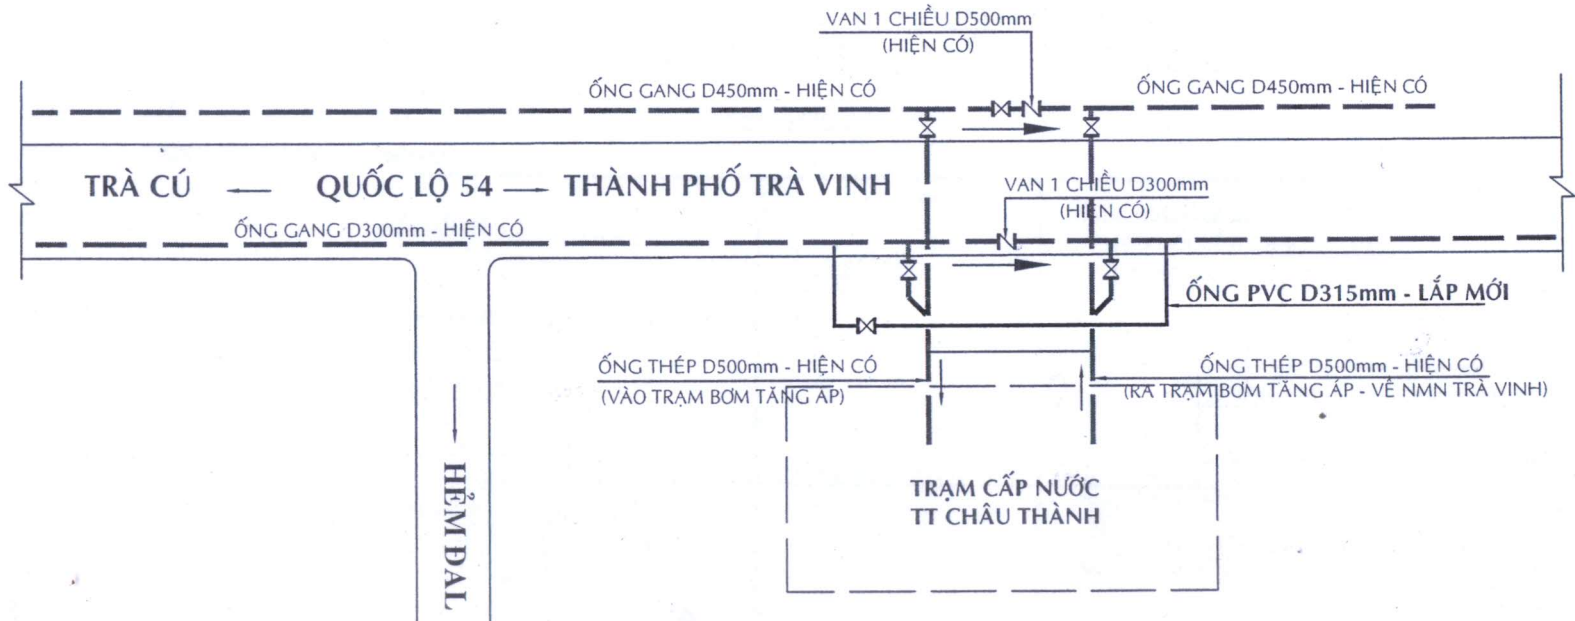 VAN 1 CHIỀU D500mm
(HIỆN CÓ)
ỐNG GANG D450mm - HIỆN CÓ
ỐNG GANG D450mm - HIỆN CÓ
TRÀ CÚ
QUỐC LỘ 54
THÀNH PHỐ TRÀ VINH
VAN 1 CHIỀU D300mm
(HIỆN CÓ)
ỐNG GANG D300mm - HIỆN CÓ
ỐNG PVC D315mm - LẮP MỚI
ỐNG THÉP D500mm - HIỆN CÓ
(VÀO TRẠM BƠM TĂNG ÁP)
ỐNG THÉP D500mm - HIỆN CÓ
(RA TRẠM BƠM TĂNG ÁP - VỀ NMN TRÀ VINH)
HẺM ĐAL
TRẠM CẤP NƯỚC
TT CHÂU THÀNH